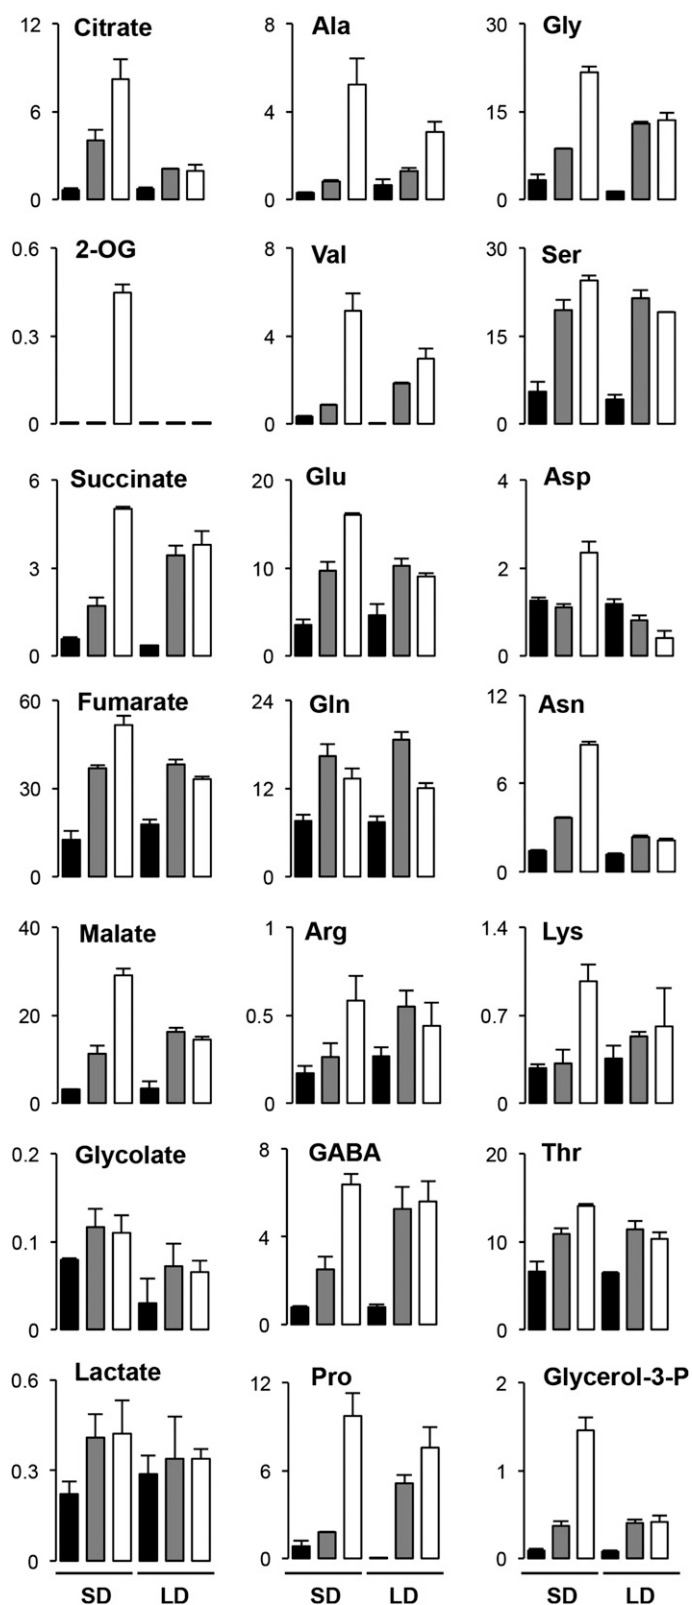 12 Citrate 8 Ala 30 Gly
6 4 15
0 0 0
0.6 2-OG 8 Val 30 Ser
0.3 4 15
0 0 0
6 Succinate 20 Glu 4 Asp
3 10 2
0 0 0
60 Fumarate 24 Gln 12 Asn
30 12 6
0 0 0
40 Malate 1 Arg 1.4 Lys
20 0.5 0.7
0 0 0
0.2 Glycolate 8 GABA 20 Thr
0.1 4 10
0 0 0
0.6 Lactate 12 Pro 2 Glycerol-3-P
0.3 6 1
0 0 0
SD LD SD LD SD LD